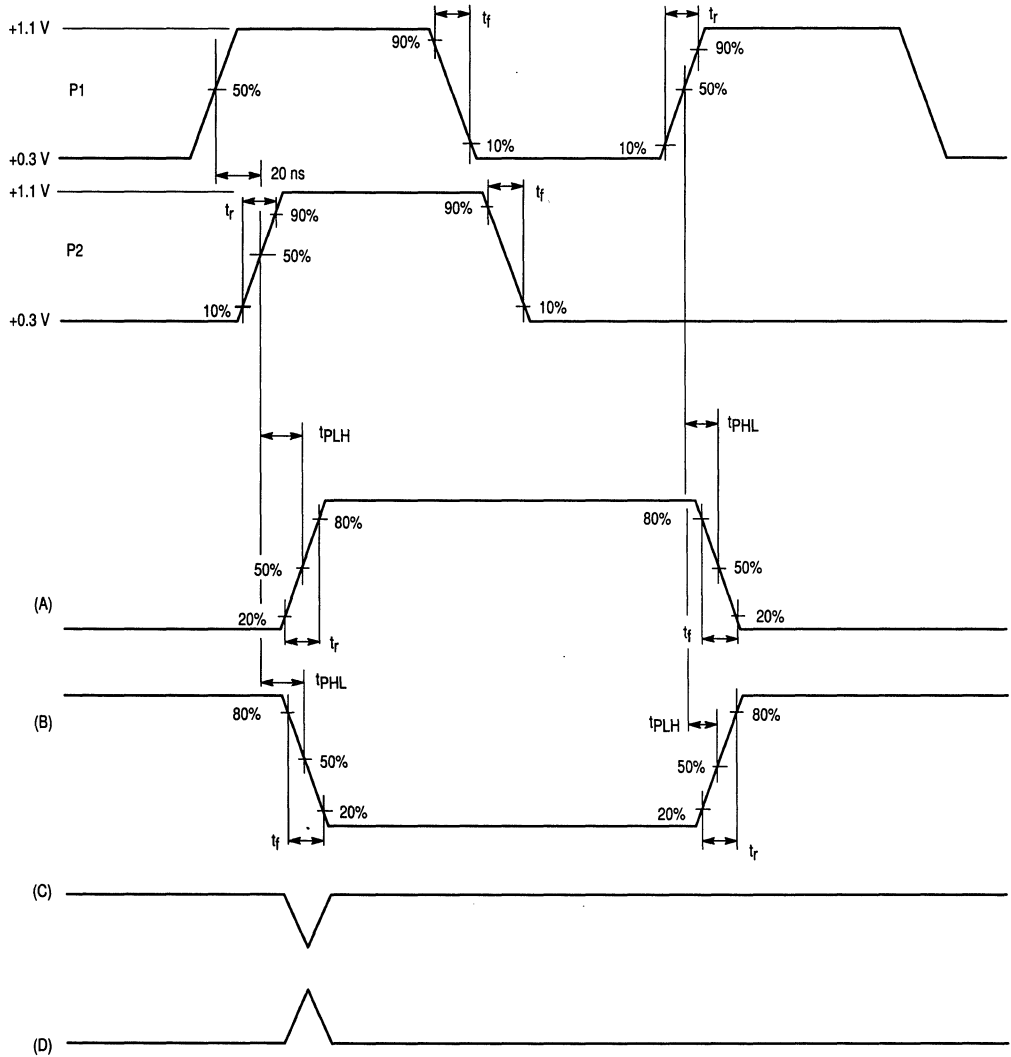 +1.1 V
tf
tr
90%
90%
P1
50%
50%
10%
10%
+0.3 V
20 ns
+1.1 V
tr
tf
90%
90%
P2
50%
10%
10%
+0.3 V
tPLH
tPHL
80%
80%
50%
50%
(A)
20%
20%
tr
tf
tPHL
(B)
80%
tPLH
80%
50%
50%
20%
20%
tf
tr
(C)
(D)